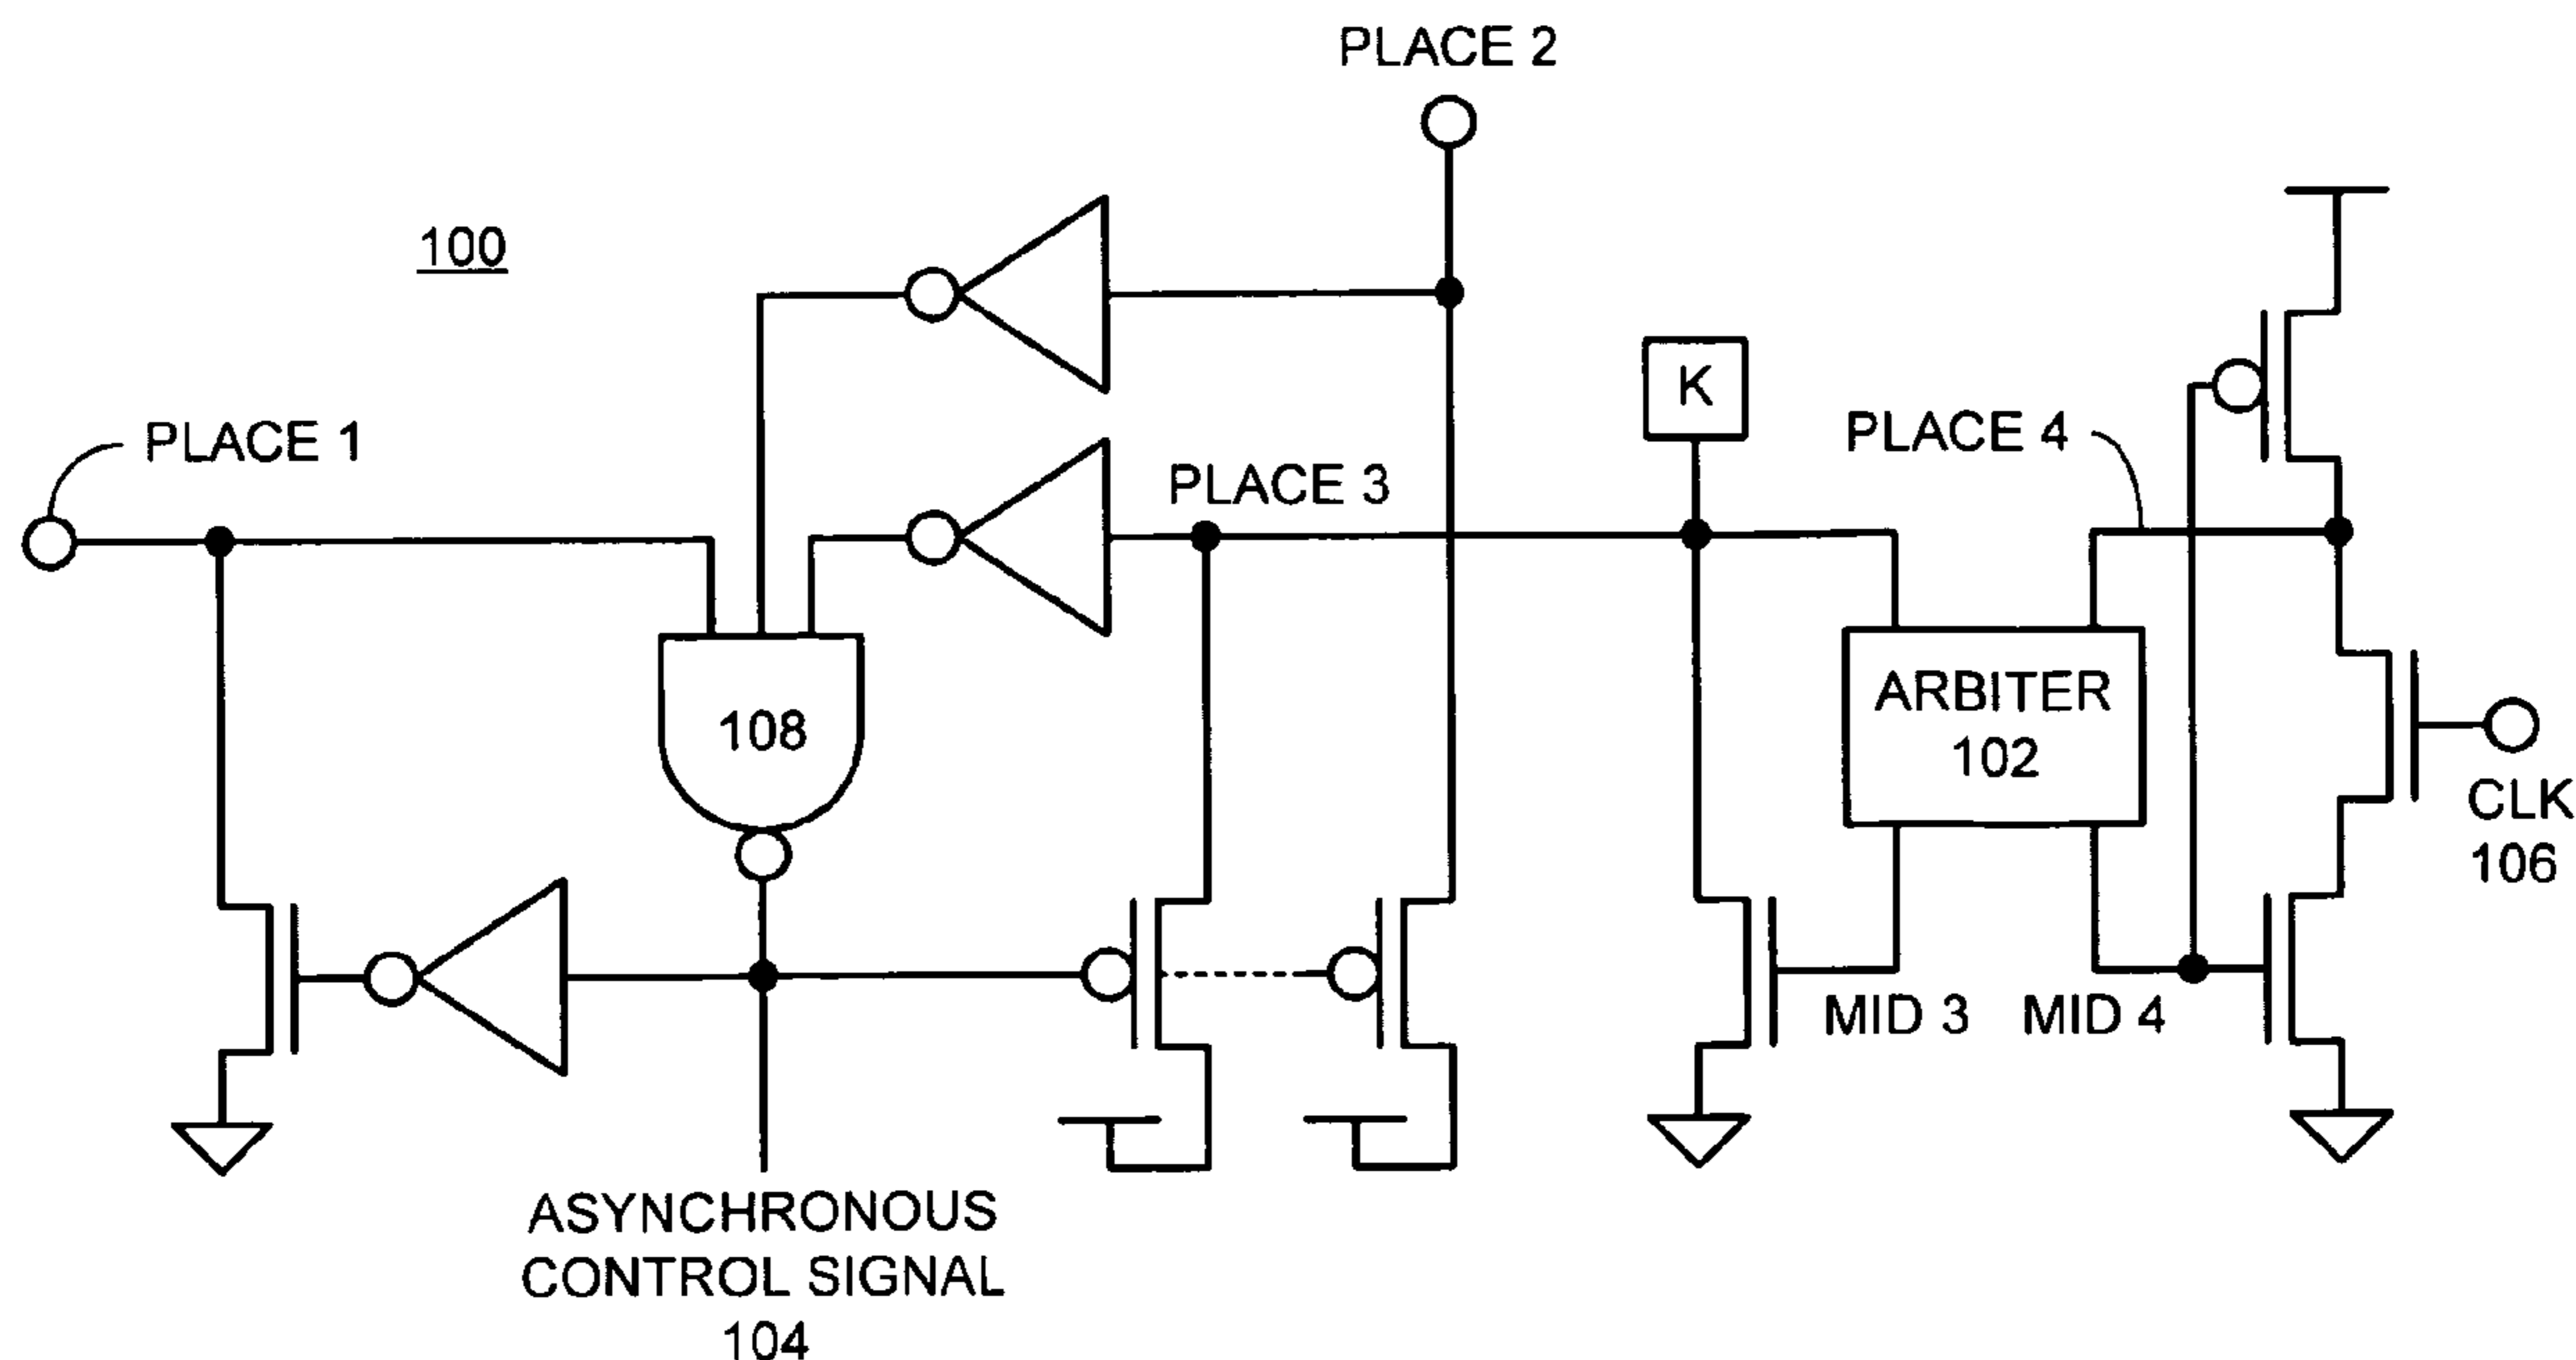 PLACE 2
100
K
PLACE 1
PLACE 4
PLACE 3
ARBITER
102
108
CLK
106
MID 3
MID 4
ASYNCHRONOUS
CONTROL SIGNAL
104